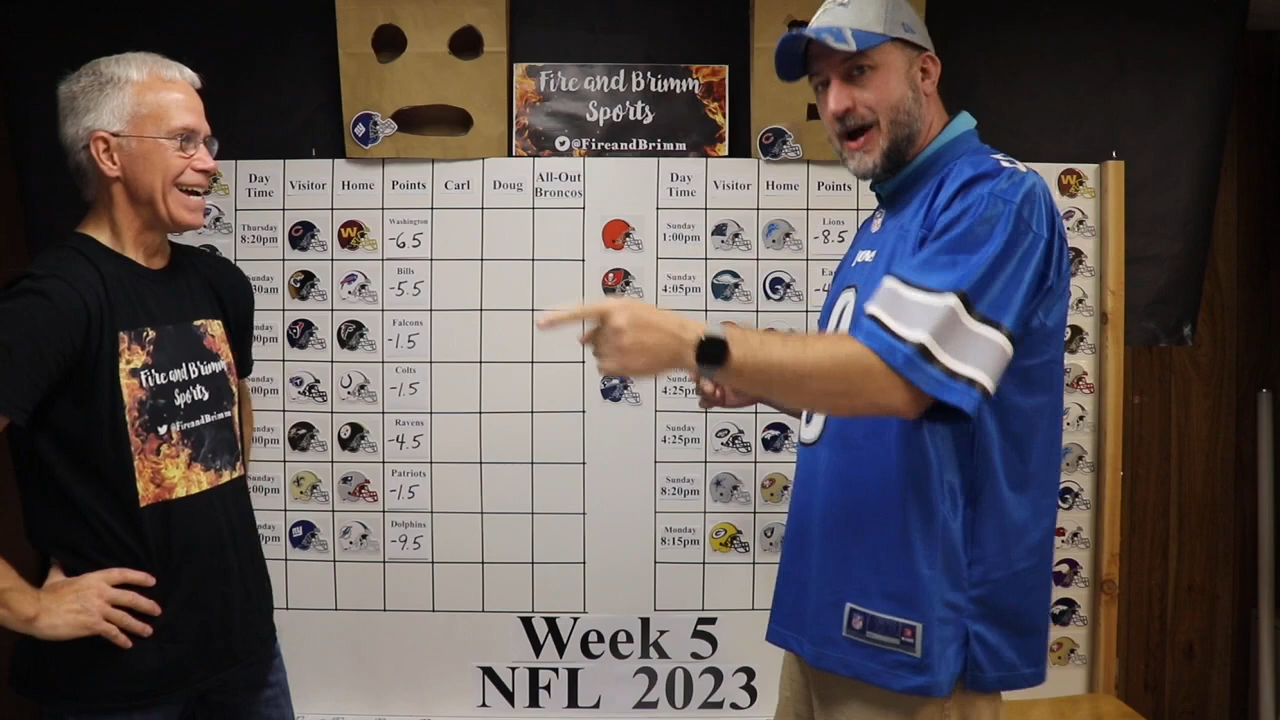 Fire and Brimm
Sports
@FireandBrimm
Day
Time
Visitor
Home
Points
Carl
Doug
All-Out
Broncos
Day
Time
Visitor
Home
Points
Thursday
8:20pm
Washington
-6.5
Sunday
1:00pm
Lions
-8.5
Bills
-5.5
Sunday
4:05pm
Falcons
-1.5
Colts
-1.5
4:25pm
Ravens
-4.5
Sunday
4:25pm
Patriots
-1.5
Sunday
8:20pm
Dolphins
-9.5
Monday
8:15pm
Week 5
NFL 2023
Fire and Brimm
Sports
@FireandBrimm